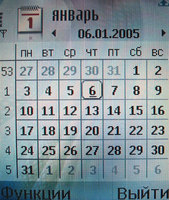 1 январь
06.01.2005
пн вт ср чт пт сб вс
53 27 28 29 30 31 1 2
1 3 4 5 6 7 8 9
2 10 11 12 13 14 15 16
3 17 18 19 20 21 22 23
4 24 25 26 27 28 29 30
5 31 1 2 3 4 5 6
Функции Выйти